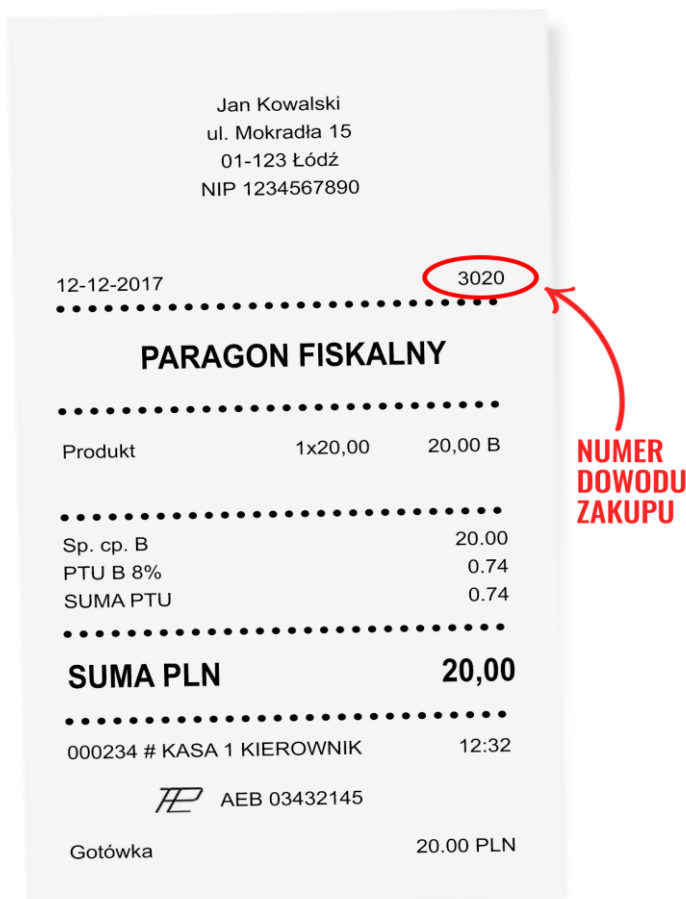 Jan Kowalski
ul. Mokradła 15
01-123 Łódź
NIP 1234567890
12-12-2017 3020
PARAGON FISKALNY
Produkt 1x20,00 20,00 B
NUMER
DOWODU
ZAKUPU
Sp. cp. B 20.00
PTU B 8% 0.74
SUMA PTU 0.74
SUMA PLN 20,00
000234 # KASA 1 KIEROWNIK 12:32
AEB 03432145
Gotówka 20.00 PLN